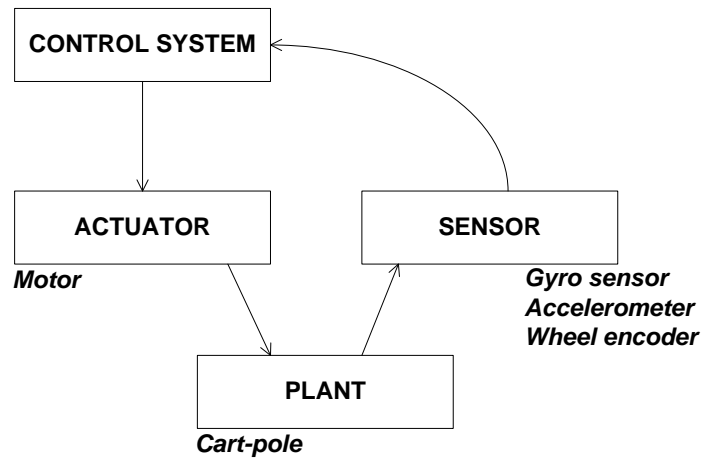 CONTROL SYSTEM
ACTUATOR
Motor
SENSOR
Gyro sensor
Accelerometer
Wheel encoder
PLANT
Cart-pole